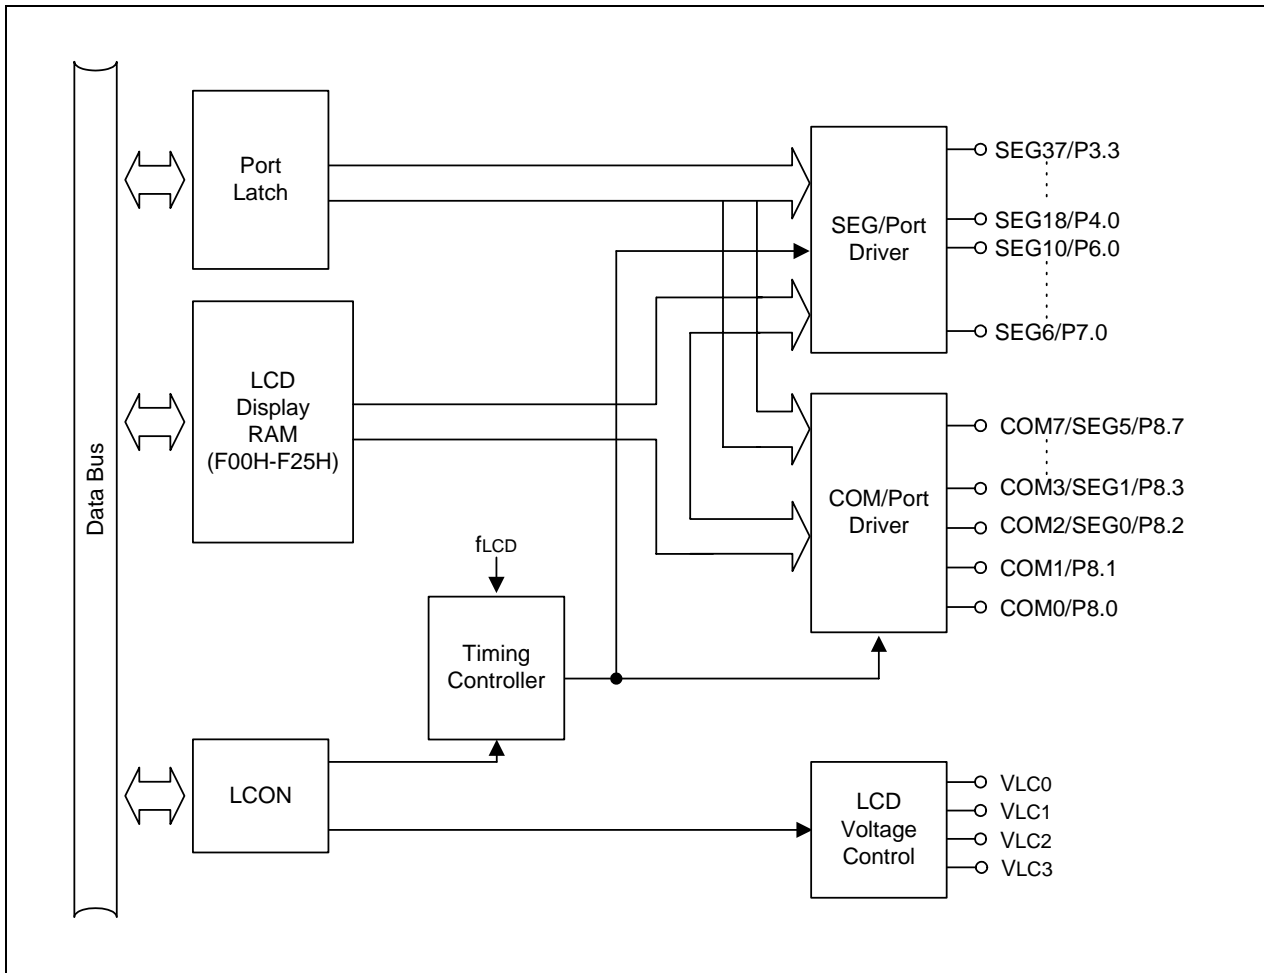 Data Bus
Port
Latch
LCD
Display
RAM
(F00H-F25H)
fLCD
Timing
Controller
LCON
SEG/Port
Driver
SEG37/P3.3
SEG18/P4.0
SEG10/P6.0
SEG6/P7.0
COM/Port
Driver
COM7/SEG5/P8.7
COM3/SEG1/P8.3
COM2/SEG0/P8.2
COM1/P8.1
COM0/P8.0
LCD
Voltage
Control
VLC0
VLC1
VLC2
VLC3